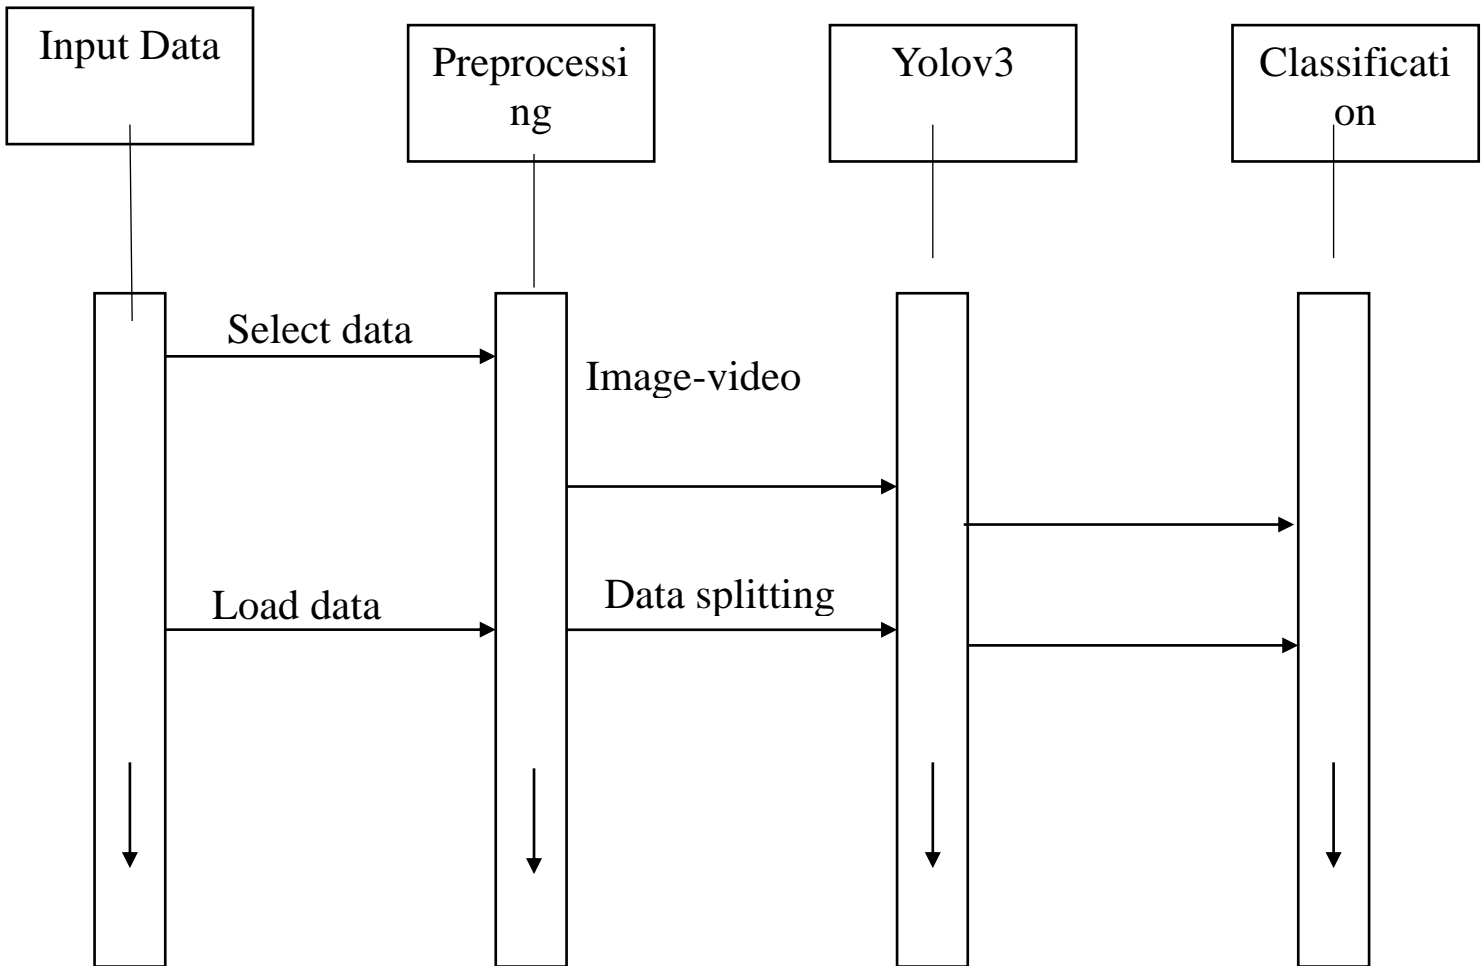 Input Data
Preprocessi
ng
Yolov3
Classificati
on
Select data
Image-video
Load data
Data splitting